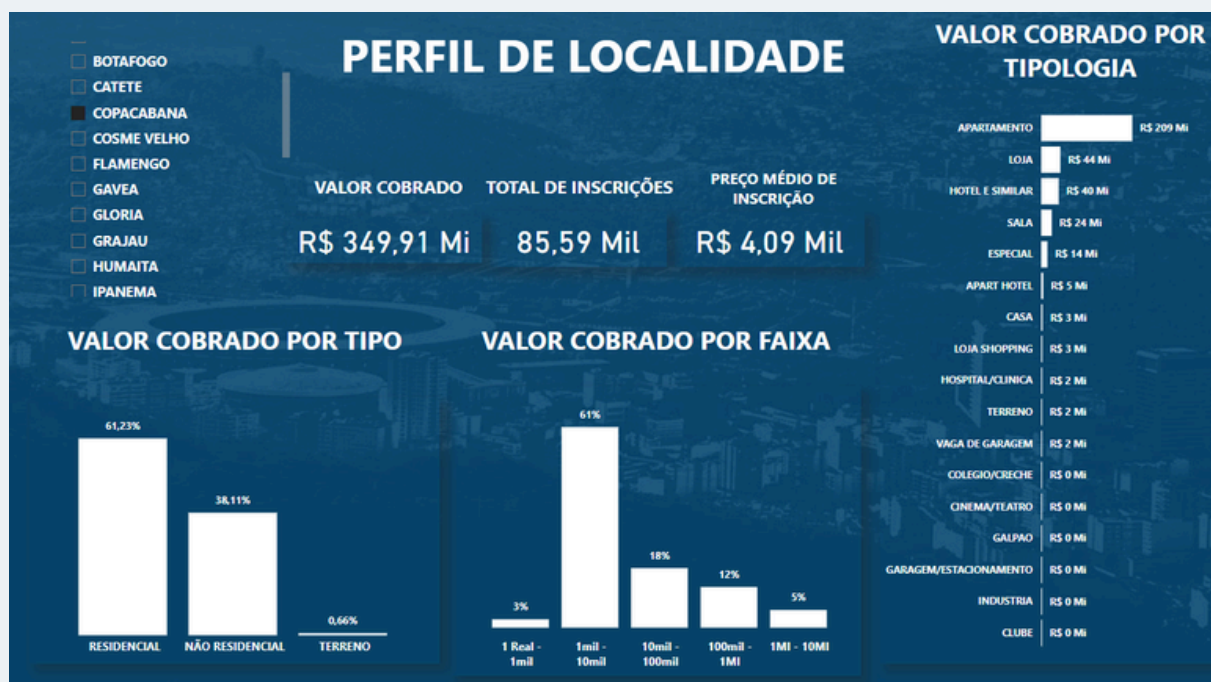 BOTAFOGO
CATETE
COPACABANA
COSME VELHO
FLAMENGO
GAVEA
GLORIA
GRAJAU
HUMAITA
IPANEMA
PERFIL DE LOCALIDADE
VALOR COBRADO
R$ 349,91 Mi
TOTAL DE INSCRIÇÕES
85,59 Mil
PREÇO MÉDIO DE
INSCRIÇÃO
R$ 4,09 Mil
VALOR COBRADO POR TIPO
61,23%
38,11%
0,66%
RESIDENCIAL NÃO RESIDENCIAL TERRENO
VALOR COBRADO POR FAIXA
3%
61%
18%
12%
5%
1 Real - 1mil - 10mil - 100mil - 1MI - 10MI
1mil 10mil 100mil 1MI
VALOR COBRADO POR
TIPOLOGIA
APARTAMENTO R$ 209 Mi
LOJA R$ 44 Mi
HOTEL E SIMILAR R$ 40 Mi
SALA R$ 24 Mi
ESPECIAL R$ 14 Mi
APART HOTEL R$ 5 Mi
CASA R$ 3 Mi
LOJA SHOPPING R$ 3 Mi
HOSPITAL/CLINICA R$ 2 Mi
TERRENO R$ 2 Mi
VAGA DE GARAGEM R$ 2 Mi
COLEGIO/CRECHE R$ 0 Mi
CINEMA/TEATRO R$ 0 Mi
GALPAO R$ 0 Mi
GARAGEM/ESTACIONAMENTO R$ 0 Mi
INDUSTRIA R$ 0 Mi
CLUBE R$ 0 Mi